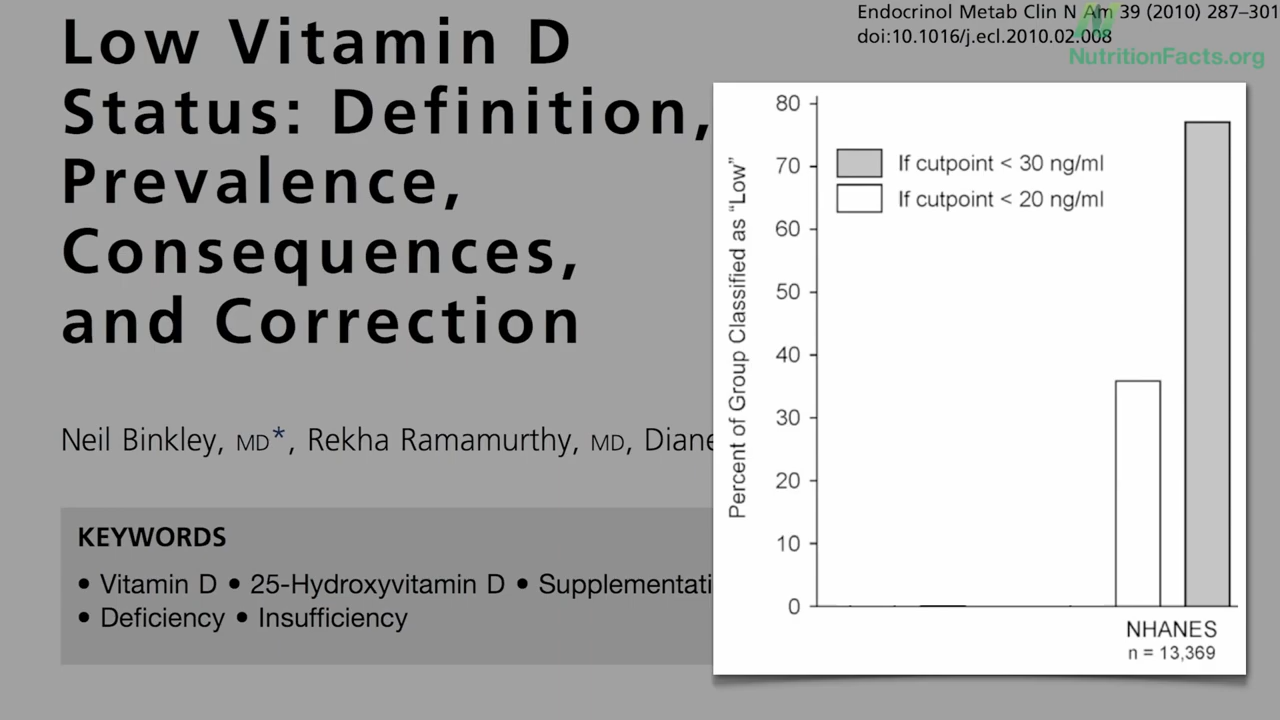 Low Vitamin D
Status: Definition,
Prevalence,
Consequences,
and Correction
Endocrinol Metab Clin N Am 39 (2010) 287–301
doi:10.1016/j.ecl.2010.02.008
NutritionFacts.org
Neil Binkley, MD*, Rekha Ramamurthy, MD, Diane
KEYWORDS
• Vitamin D • 25-Hydroxyvitamin D • Supplementati
• Deficiency • Insufficiency
Percent of Group Classified as “Low”
80
70
60
50
40
30
20
10
0
If cutpoint < 30 ng/ml
If cutpoint < 20 ng/ml
NHANES
n = 13,369